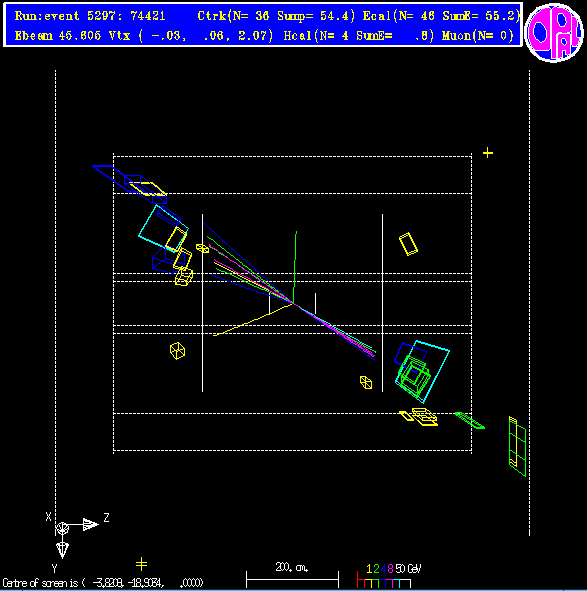 Run:event 5297: 74421 Ctrk(N= 36 Sump= 54.4) Ecal(N= 48 SumE= 55.2)
Ebeam 45.606 Vtx ( -.03, .06, 2.07) Hcal(N= 4 SumE= .8) Muon(N= 0)
OPAL
X
Z
Y
200. cm.
1 2 4 8 50 GeV
Centre of screen is ( -3.8208, -18.9084, .0000)